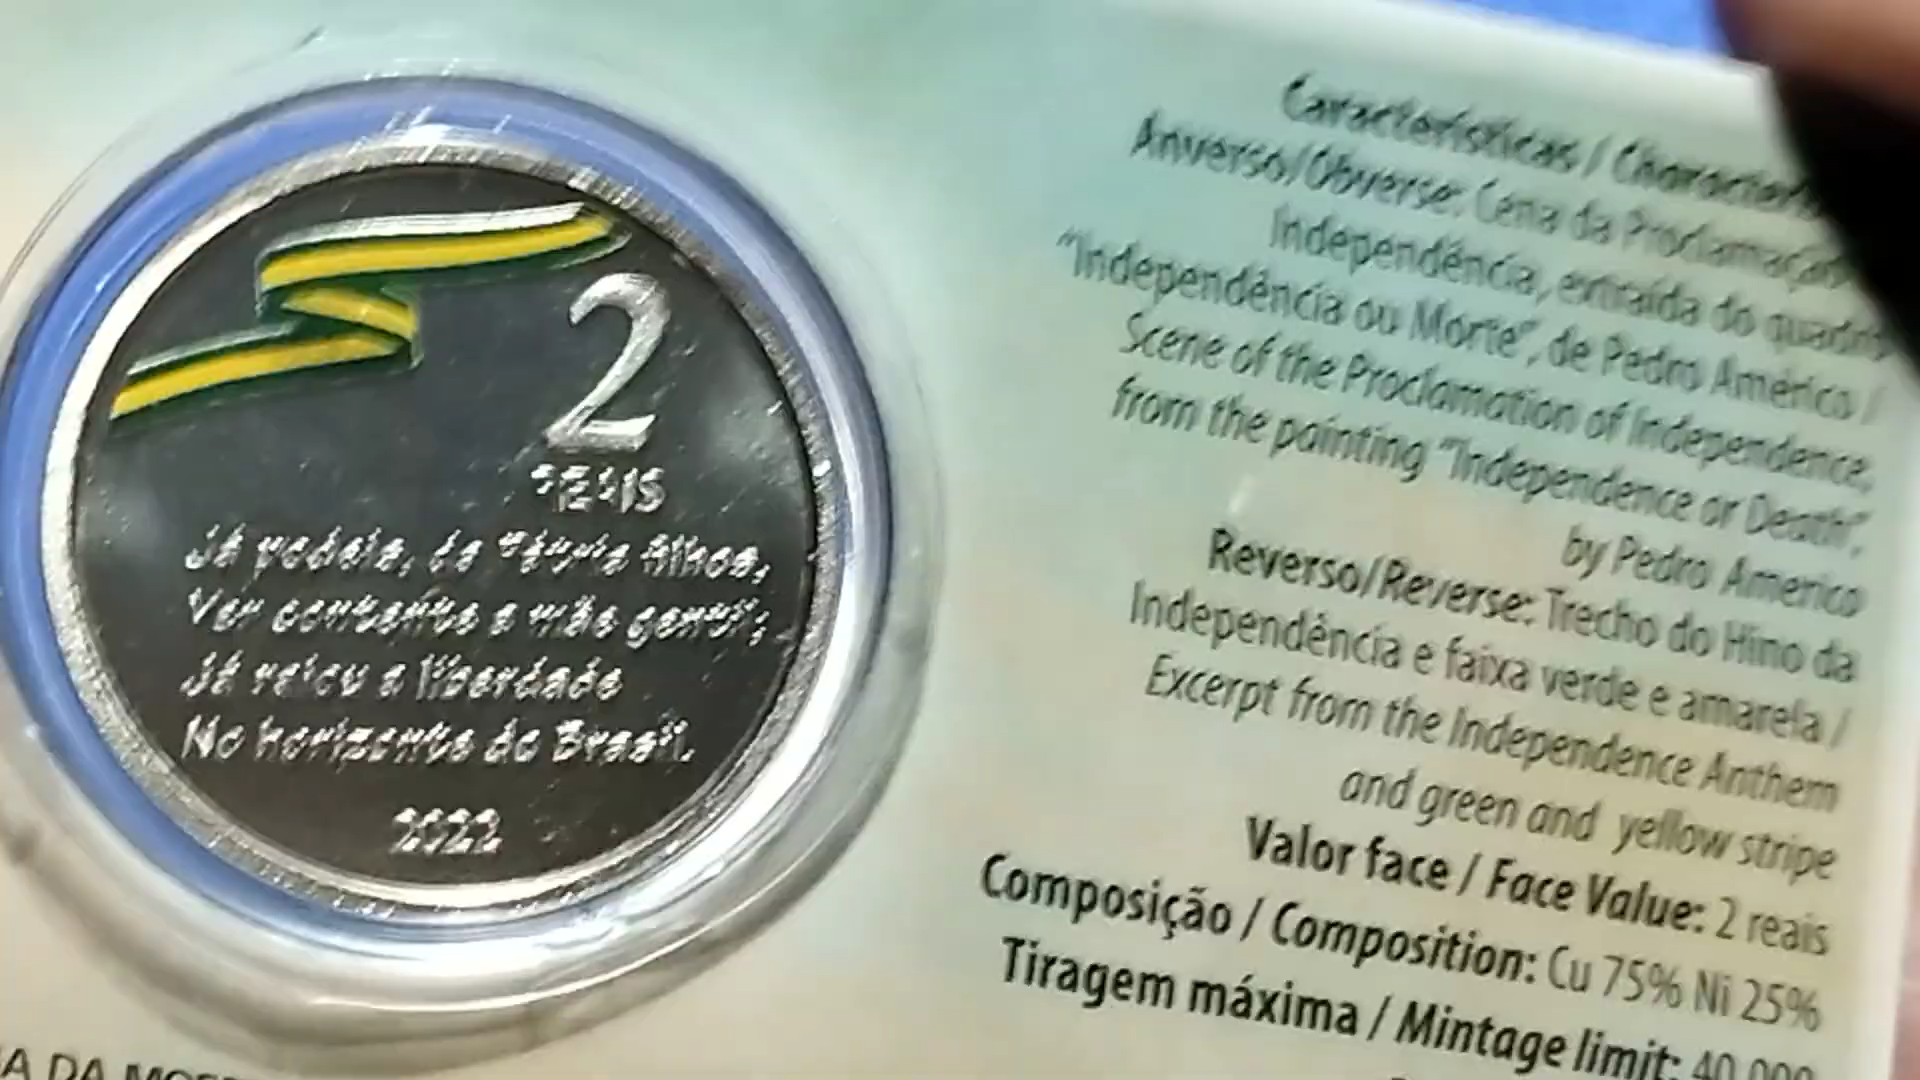 2
REAIS
Já podeis, da Pátria filhos,
Ver contente a mãe gentil;
Já raiou a liberdade
No horizonte do Brasil.
2022
Características /
Anverso/Obverse: Cena da Proclamação
Independência, extraída do quadro
"Independência ou Morte", de Pedro Américo /
Scene of the Proclamation of Independence,
from the painting "Independence or Death",
by Pedro Americo
Reverso/Reverse: Trecho do Hino da
Independência e faixa verde e amarela /
Excerpt from the Independence Anthem
and green and yellow stripe
Valor face / Face Value: 2 reais
Composição / Composition: Cu 75% Ni 25%
Tiragem máxima / Mintage limit: 40.000
DA